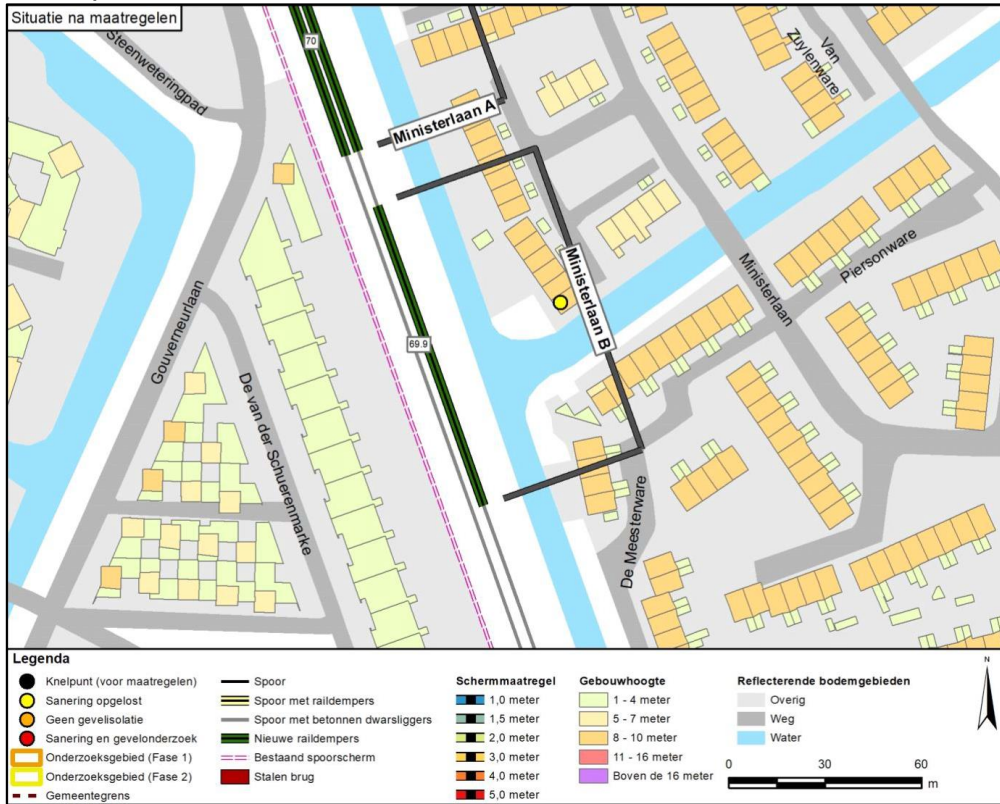 Situatie na maatregelen
Steenweteringpad
70
Ministerlaan A
Van
Zuylenware
Ministerlaan
Piersonware
Ministerlaan B
Gouverneurlaan
69.9
De van der Schuerenmarke
De Meesterware
Legenda
Knelpunt (voor maatregelen)
Sanering opgelost
Geen gevelisolatie
Sanering en gevelonderzoek
Onderzoeksgebied (Fase 1)
Onderzoeksgebied (Fase 2)
Gemeentegrens
Spoor
Spoor met raildempers
Spoor met betonnen dwarsliggers
Nieuwe raildempers
Bestaand spoorscherm
Stalen brug
Schermmaatregel
1,0 meter
1,5 meter
2,0 meter
3,0 meter
4,0 meter
5,0 meter
Gebouwhoogte
1 - 4 meter
5 - 7 meter
8 - 10 meter
11 - 16 meter
Boven de 16 meter
Reflecterende bodemgebieden
Overig
Weg
Water
N
0 30 60
m